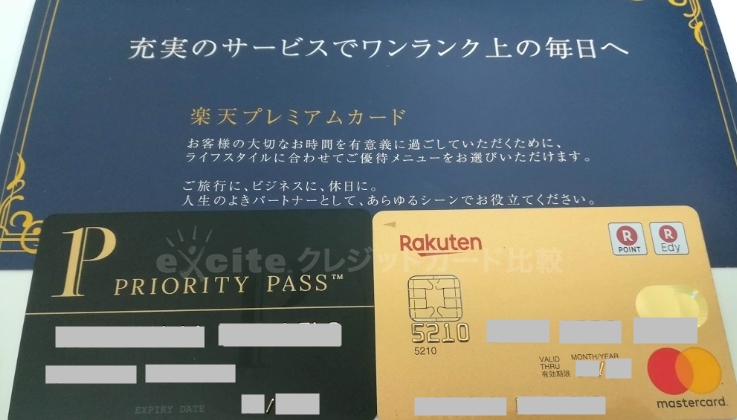 充実のサービスでワンランク上の毎日へ
楽天プレミアムカード
お客様の大切なお時間を有意義に過ごしていただくために、
ライフスタイルに合わせてご優待メニューをお選びいただけます。
ご旅行に、ビジネスに、休日に。
人生のよきパートナーとして、あらゆるシーンでお役立てください。
excite. クレジットカード比較
P
PRIORITY PASS™
EXPIRY DATE
/
Rakuten
R
POINT
R
Edy
5210
5210
VALID
THRU
有効期限
MONTH/YEAR
/
mastercard